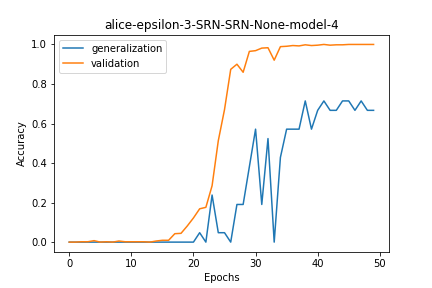 alice-epsilon-3-SRN-SRN-None-model-4
generalization
validation
Accuracy
1.0
0.8
0.6
0.4
0.2
0.0
0 10 20 30 40 50
Epochs